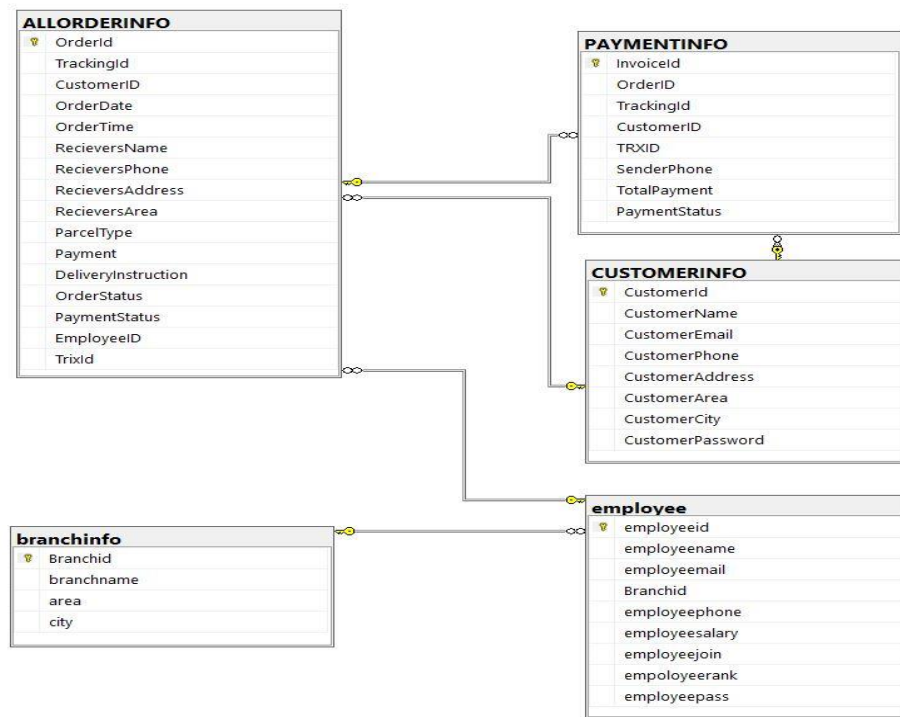 ALLORDERINFO
OrderId
TrackingId
CustomerID
OrderDate
OrderTime
RecieversName
RecieversPhone
RecieversAddress
RecieversArea
ParcelType
Payment
DeliveryInstruction
OrderStatus
PaymentStatus
EmployeeID
TrixId
PAYMENTINFO
InvoiceId
OrderID
TrackingId
CustomerID
TRXID
SenderPhone
TotalPayment
PaymentStatus
CUSTOMERINFO
CustomerId
CustomerName
CustomerEmail
CustomerPhone
CustomerAddress
CustomerArea
CustomerCity
CustomerPassword
branchinfo
Branchid
branchname
area
city
employee
employeeid
employeename
employeemail
Branchid
employeephone
employeesalary
employeejoin
empoloyeerank
employeepass